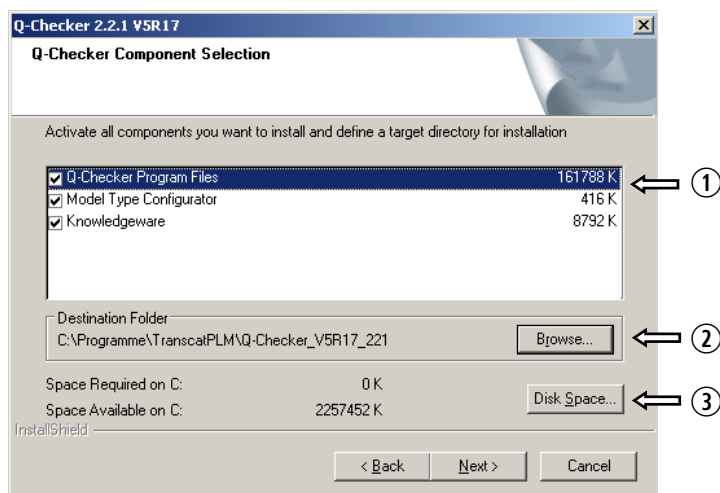 Q-Checker 2.2.1 V5R17
Q-Checker Component Selection
Activate all components you want to install and define a target directory for installation
Q-Checker Program Files 161788 K
1
Model Type Configurator 416 K
Knowledgeware 8792 K
Destination Folder
C:\Programme\TranscatPLM\Q-Checker_V5R17_221 Browse...
2
Space Required on C: 0 K
Disk Space...
3
Space Available on C: 2257452 K
InstallShield
< Back Next > Cancel